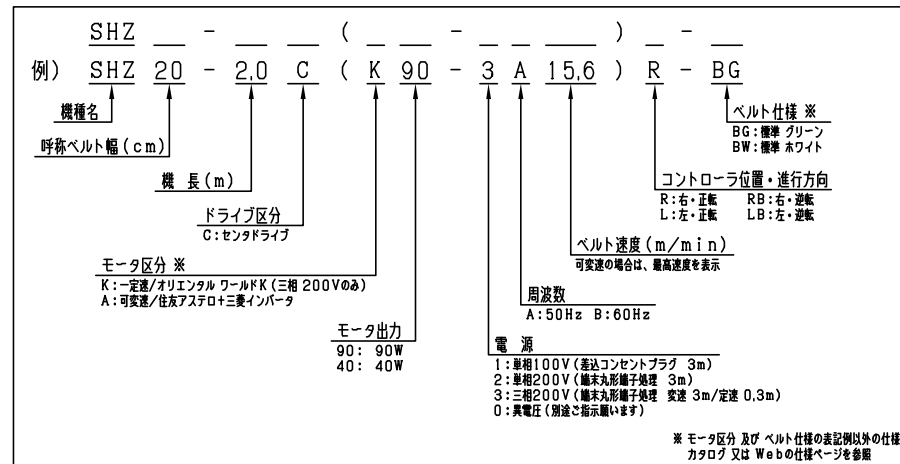 SHZ __ - __ __ ( __ __ - __ __ __ ) __ - __
例) SHZ 20 - 2,0 C ( K 90 - 3 A 15,6 ) R - BG
機種名
呼称ベルト幅(cm)
機 長(m)
ドライブ区分
C:センタドライブ
モータ区分 ※
K:一定速/オリエンタル ワールドK(三相 200Vのみ)
A:可変速/住友アステロ+三菱インバータ
モータ出力
90: 90W
40: 40W
電 源
1:単相100V(差込コンセントプラグ 3m)
2:単相200V(端末丸形端子処理 3m)
3:三相200V(端末丸形端子処理 変速 3m/定速 0,3m)
0:異電圧(別途ご指示願います)
周波数
A:50Hz B:60Hz
ベルト速度(m/min)
可変速の場合は、最高速度を表示
コントローラ位置・進行方向
R:右・正転 RB:右・逆転
L:左・正転 LB:左・逆転
ベルト仕様 ※
BG:標準 グリーン
BW:標準 ホワイト
※ モータ区分 及び ベルト仕様の表記例以外の仕様
カタログ 又は Webの仕様ページを参照